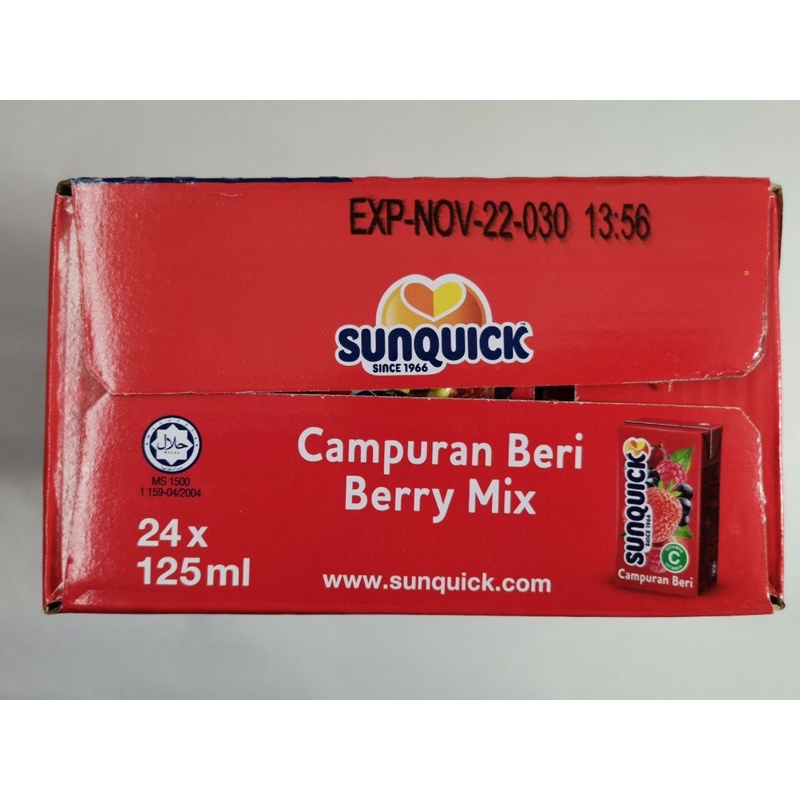 EXP-NOV-22-030 13:56
SUNQUICK
SINCE 1966
حلال
HALAL
MS 1500
1 159-04/2004
Campuran Beri
Berry Mix
24 x
125ml
www.sunquick.com
SUNQUICK
SINCE 1966
C
Campuran Beri